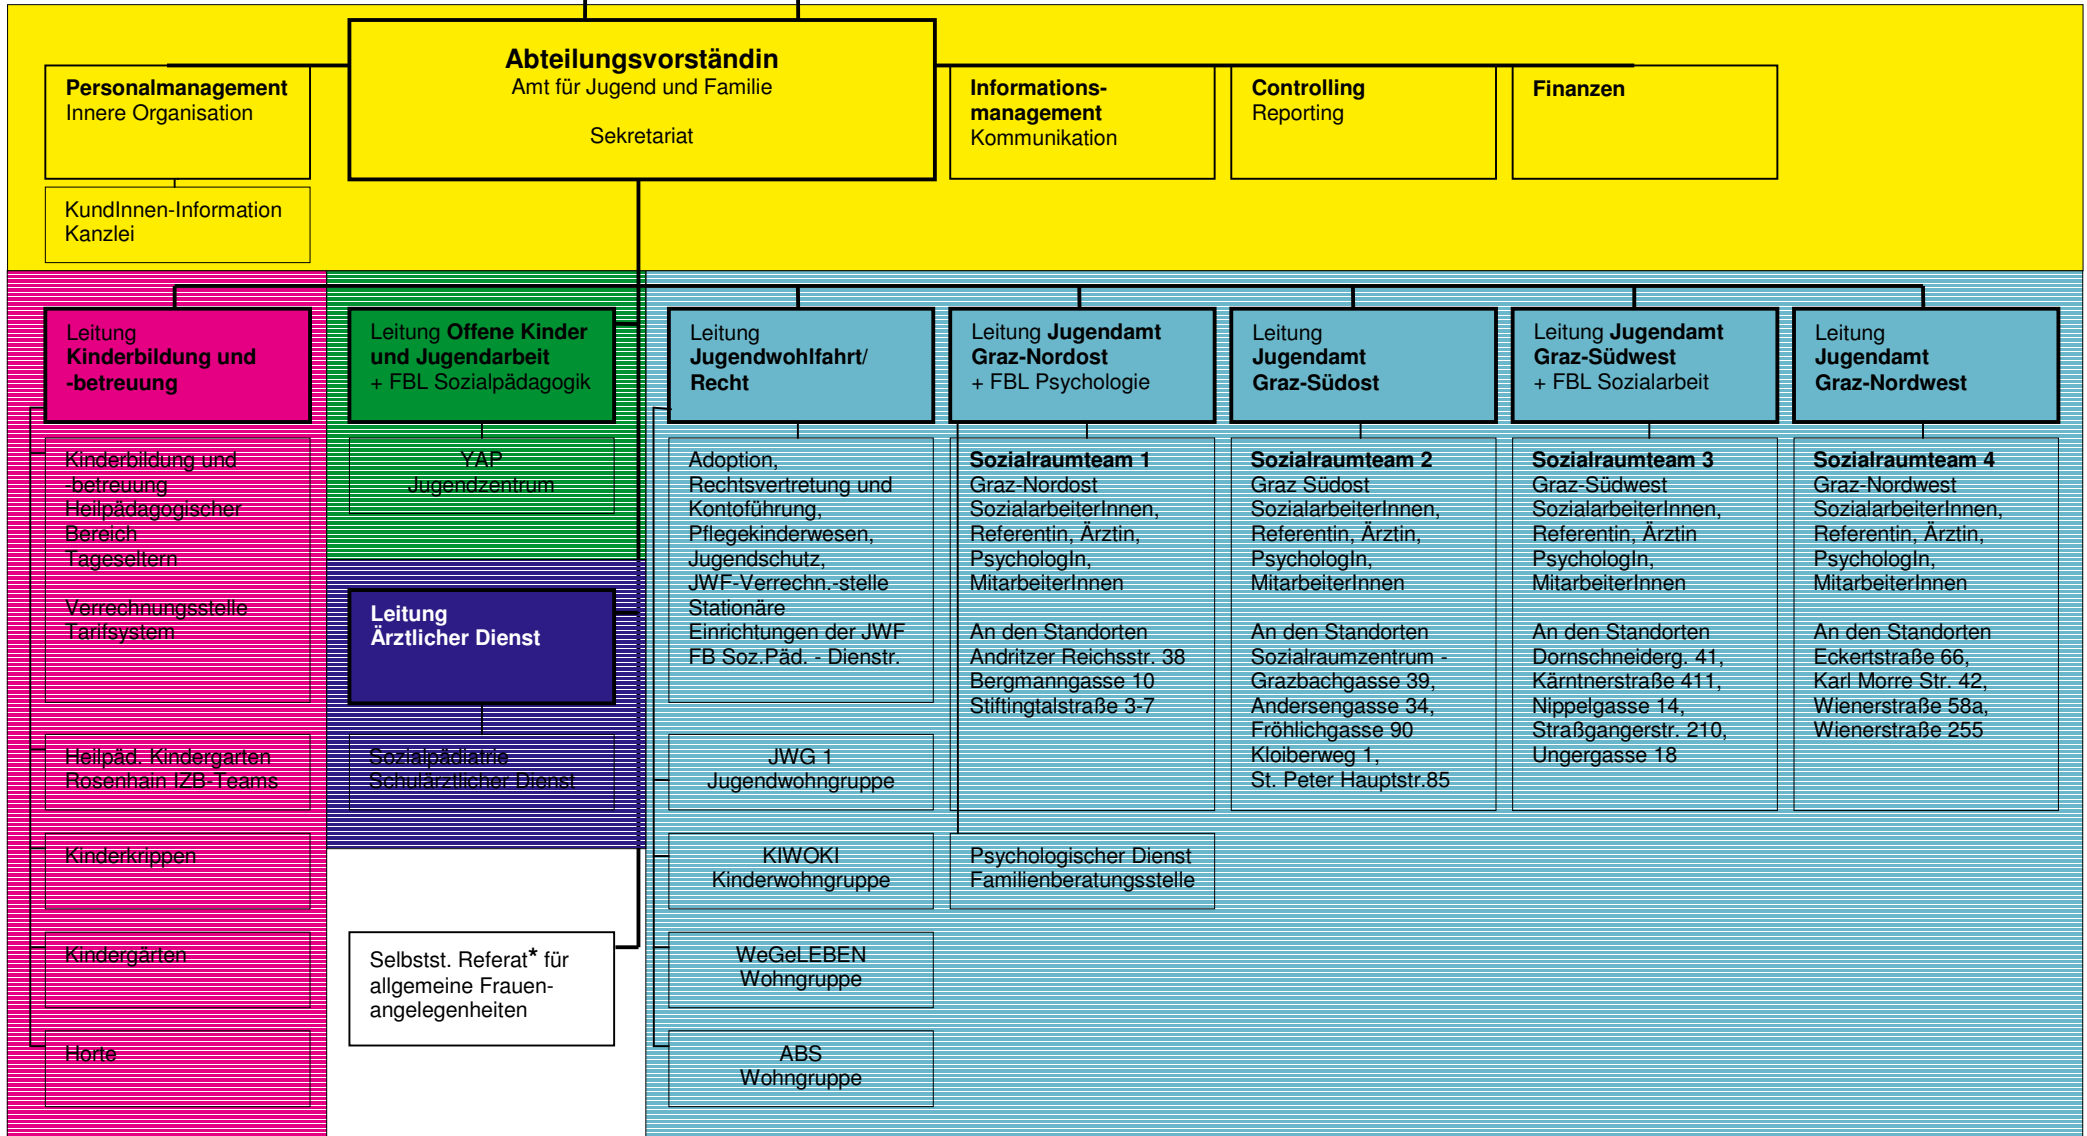 Abteilungsvorständin
Amt für Jugend und Familie
Sekretariat
Personalmanagement
Innere Organisation
KundInnen-Information
Kanzlei
Informations-
management
Kommunikation
Controlling
Reporting
Finanzen
Leitung
Kinderbildung und
-betreuung
Kinderbildung und
-betreuung
Heilpädagogischer
Bereich
Tageseltern
Verrechnungsstelle
Tarifsystem
Heilpäd. Kindergarten
Rosenhain IZB-Teams
Kinderkrippen
Kindergärten
Horte
Leitung Offene Kinder
und Jugendarbeit
+ FBL Sozialpädagogik
YAP
Jugendzentrum
Leitung
Ärztlicher Dienst
Sozialpädiatrie
Schulärztlicher Dienst
Selbstst. Referat* für
allgemeine Frauen-
angelegenheiten
Leitung
Jugendwohlfahrt/
Recht
Adoption,
Rechtsvertretung und
Kontoführung,
Pflegekinderwesen,
Jugendschutz,
JWF-Verrechn.-stelle
Stationäre
Einrichtungen der JWF
FB Soz.Päd. - Dienstr.
JWG 1
Jugendwohngruppe
KIWOKI
Kinderwohngruppe
WeGeLEBEN
Wohngruppe
ABS
Wohngruppe
Leitung Jugendamt
Graz-Nordost
+ FBL Psychologie
Sozialraumteam 1
Graz-Nordost
SozialarbeiterInnen,
Referentin, Ärztin,
PsychologIn,
MitarbeiterInnen
An den Standorten
Andritzer Reichsstr. 38
Bergmanngasse 10
Stiftingtalstraße 3-7
Psychologischer Dienst
Familienberatungsstelle
Leitung
Jugendamt
Graz-Südost
Sozialraumteam 2
Graz Südost
SozialarbeiterInnen,
Referentin, Ärztin,
PsychologIn,
MitarbeiterInnen
An den Standorten
Sozialraumzentrum -
Grazbachgasse 39,
Andersengasse 34,
Fröhlichgasse 90
Kloiberweg 1,
St. Peter Hauptstr.85
Leitung Jugendamt
Graz-Südwest
+ FBL Sozialarbeit
Sozialraumteam 3
Graz-Südwest
SozialarbeiterInnen,
Referentin, Ärztin
PsychologIn,
MitarbeiterInnen
An den Standorten
Dornschneiderg. 41,
Kärntnerstraße 411,
Nippelgasse 14,
Straßgangerstr. 210,
Ungergasse 18
Leitung
Jugendamt
Graz-Nordwest
Sozialraumteam 4
Graz-Nordwest
SozialarbeiterInnen,
Referentin, Ärztin,
PsychologIn,
MitarbeiterInnen
An den Standorten
Eckertstraße 66,
Karl Morre Str. 42,
Wienerstraße 58a,
Wienerstraße 255